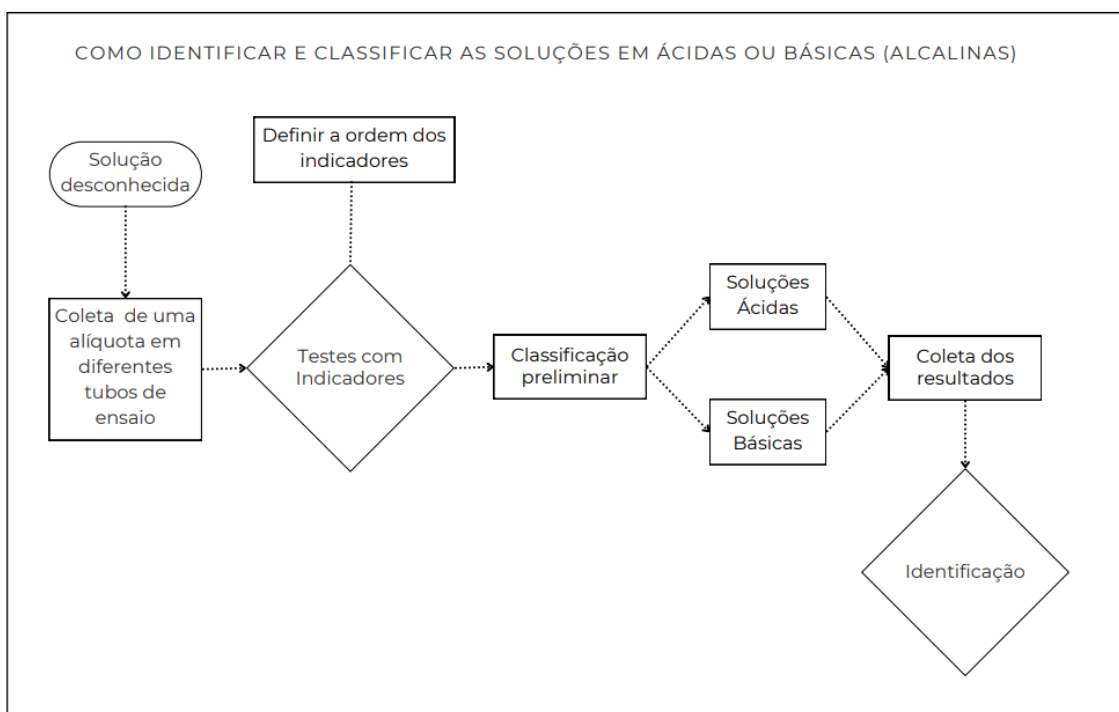 COMO IDENTIFICAR E CLASSIFICAR AS SOLUÇÕES EM ÁCIDAS OU BÁSICAS (ALCALINAS)
Solução
desconhecida
Definir a ordem dos
indicadores
Coleta de uma
alíquota em
diferentes
tubos de
ensaio
Testes com
Indicadores
Classificação
preliminar
Soluções
Ácidas
Soluções
Básicas
Coleta dos
resultados
Identificação